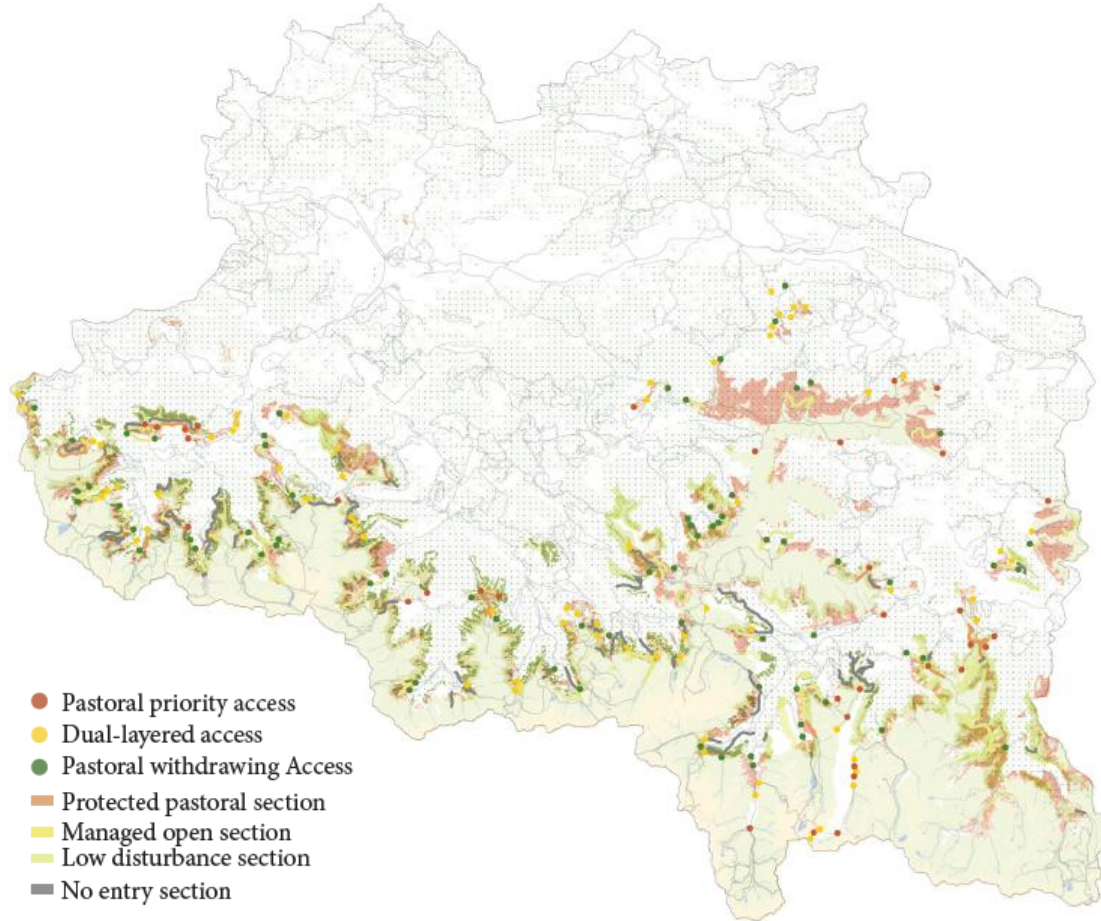 Pastoral priority access
Dual-layered access
Pastoral withdrawing Access
Protected pastoral section
Managed open section
Low disturbance section
No entry section